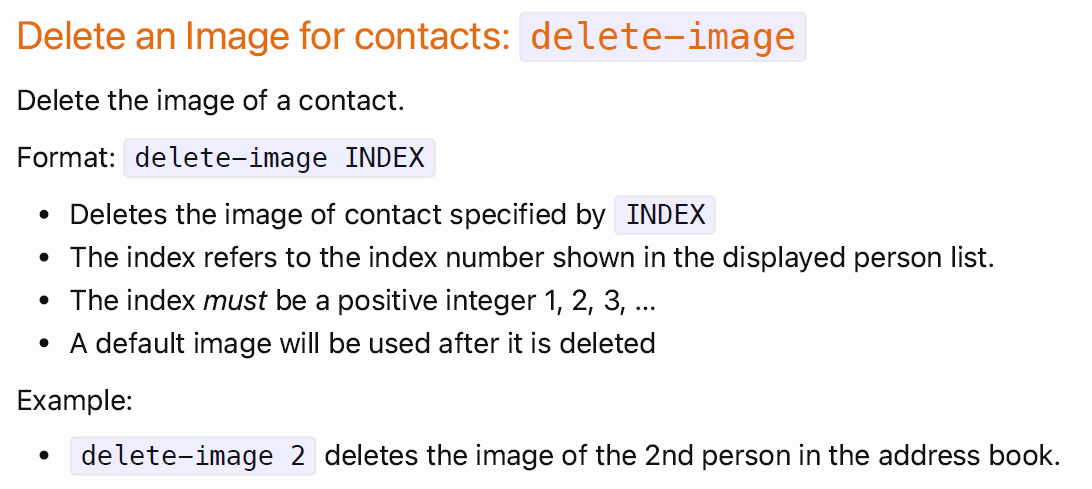 Delete an Image for contacts: delete-image
Delete the image of a contact.
Format: delete-image INDEX
• Deletes the image of contact specified by INDEX
• The index refers to the index number shown in the displayed person list.
• The index must be a positive integer 1, 2, 3, …
• A default image will be used after it is deleted
Example:
• delete-image 2 deletes the image of the 2nd person in the address book.